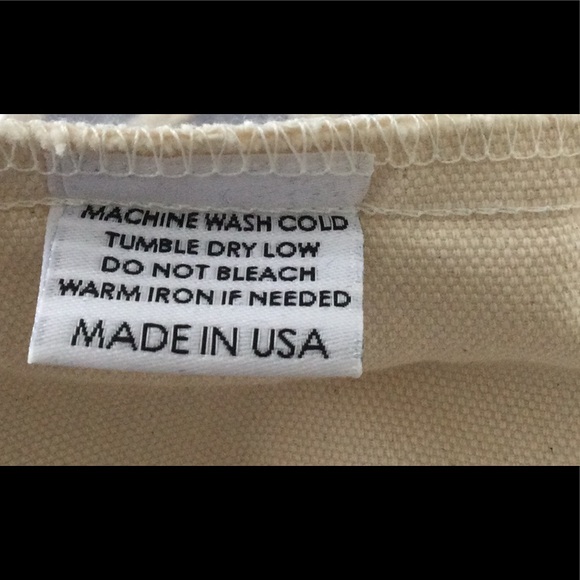 MACHINE WASH COLD
TUMBLE DRY LOW
DO NOT BLEACH
WARM IRON IF NEEDED
MADE IN USA